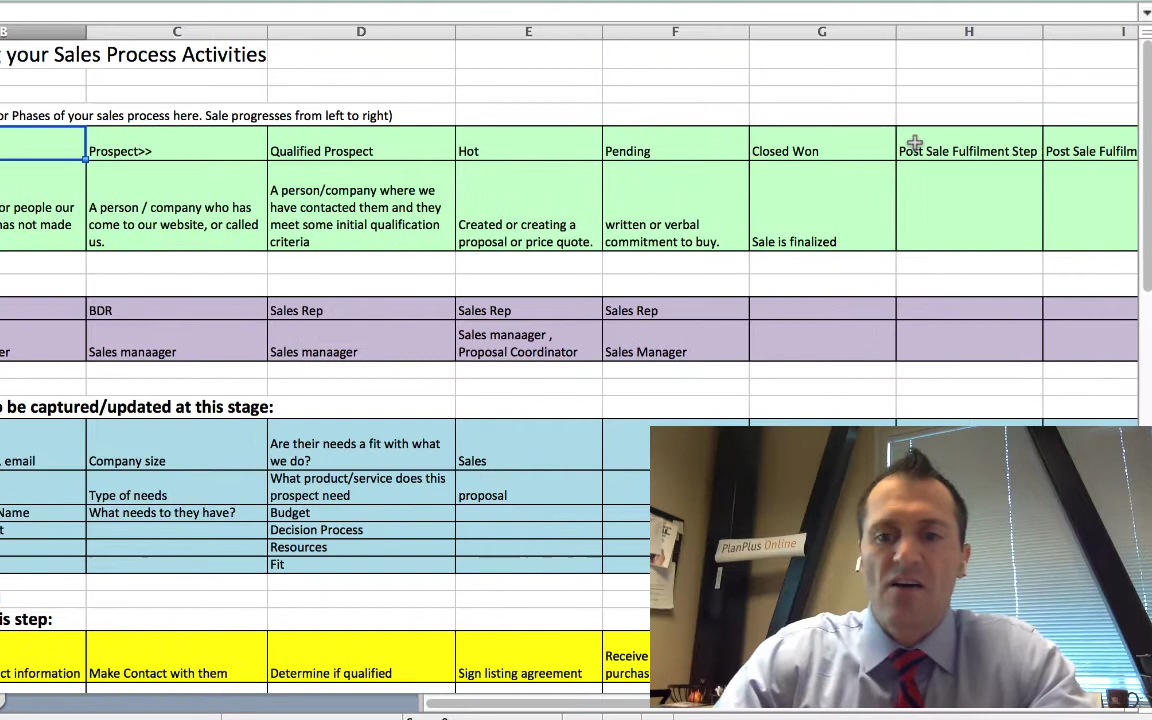 B C D E F G H I
your Sales Process Activities
or Phases of your sales process here. Sale progresses from left to right)
Prospect>> Qualified Prospect Hot Pending Closed Won Post Sale Fulfilment Step Post Sale Fulfilm
or people our
has not made
A person / company who has
come to our website, or called
us.
A person/company where we
have contacted them and they
meet some initial qualification
criteria
Created or creating a
proposal or price quote.
written or verbal
commitment to buy.
Sale is finalized
BDR Sales Rep Sales Rep Sales Rep
er Sales manaager Sales manaager
Sales manaager ,
Proposal Coordinator
Sales Manager
o be captured/updated at this stage:
email Company size
Are their needs a fit with what
we do?
Sales
Type of needs
What product/service does this
prospect need
proposal
Name What needs to they have? Budget
t Decision Process
Resources
Fit
is step:
ct information Make Contact with them Determine if qualified Sign listing agreement
Receive
purchas
PlanPlus Online